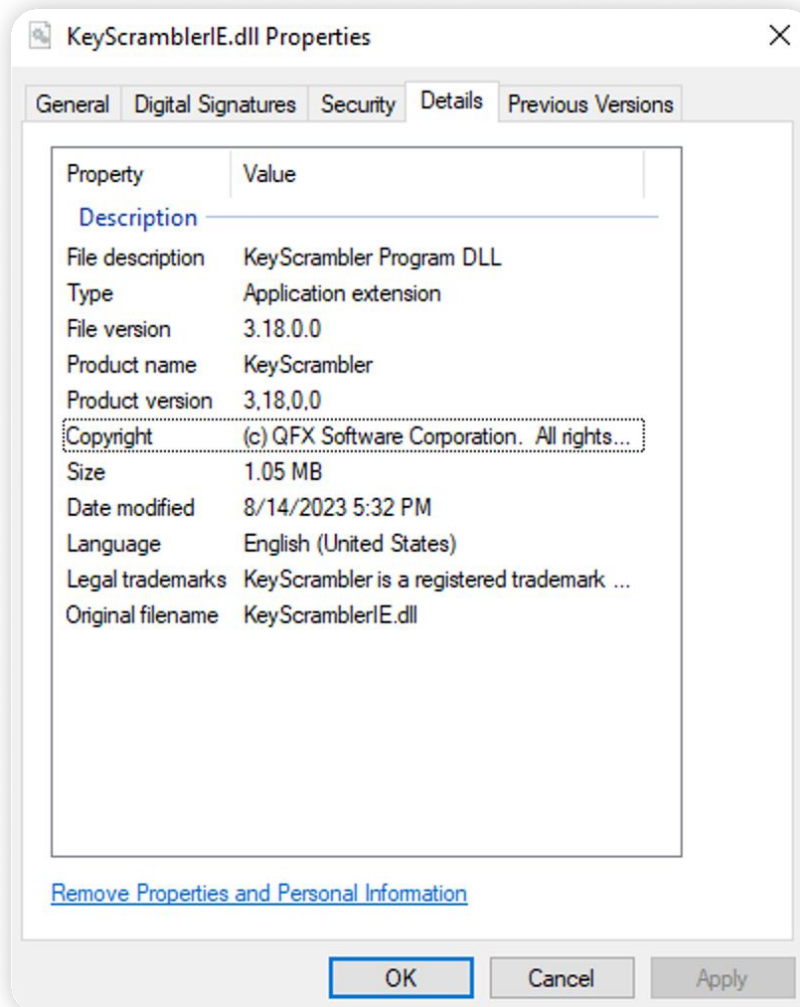 KeyScramblerIE.dll Properties
General Digital Signatures Security Details Previous Versions
Property Value
Description
File description KeyScrambler Program DLL
Type Application extension
File version 3.18.0.0
Product name KeyScrambler
Product version 3,18,0,0
Copyright (c) QFX Software Corporation. All rights...
Size 1.05 MB
Date modified 8/14/2023 5:32 PM
Language English (United States)
Legal trademarks KeyScrambler is a registered trademark ...
Original filename KeyScramblerIE.dll
Remove Properties and Personal Information
OK Cancel Apply